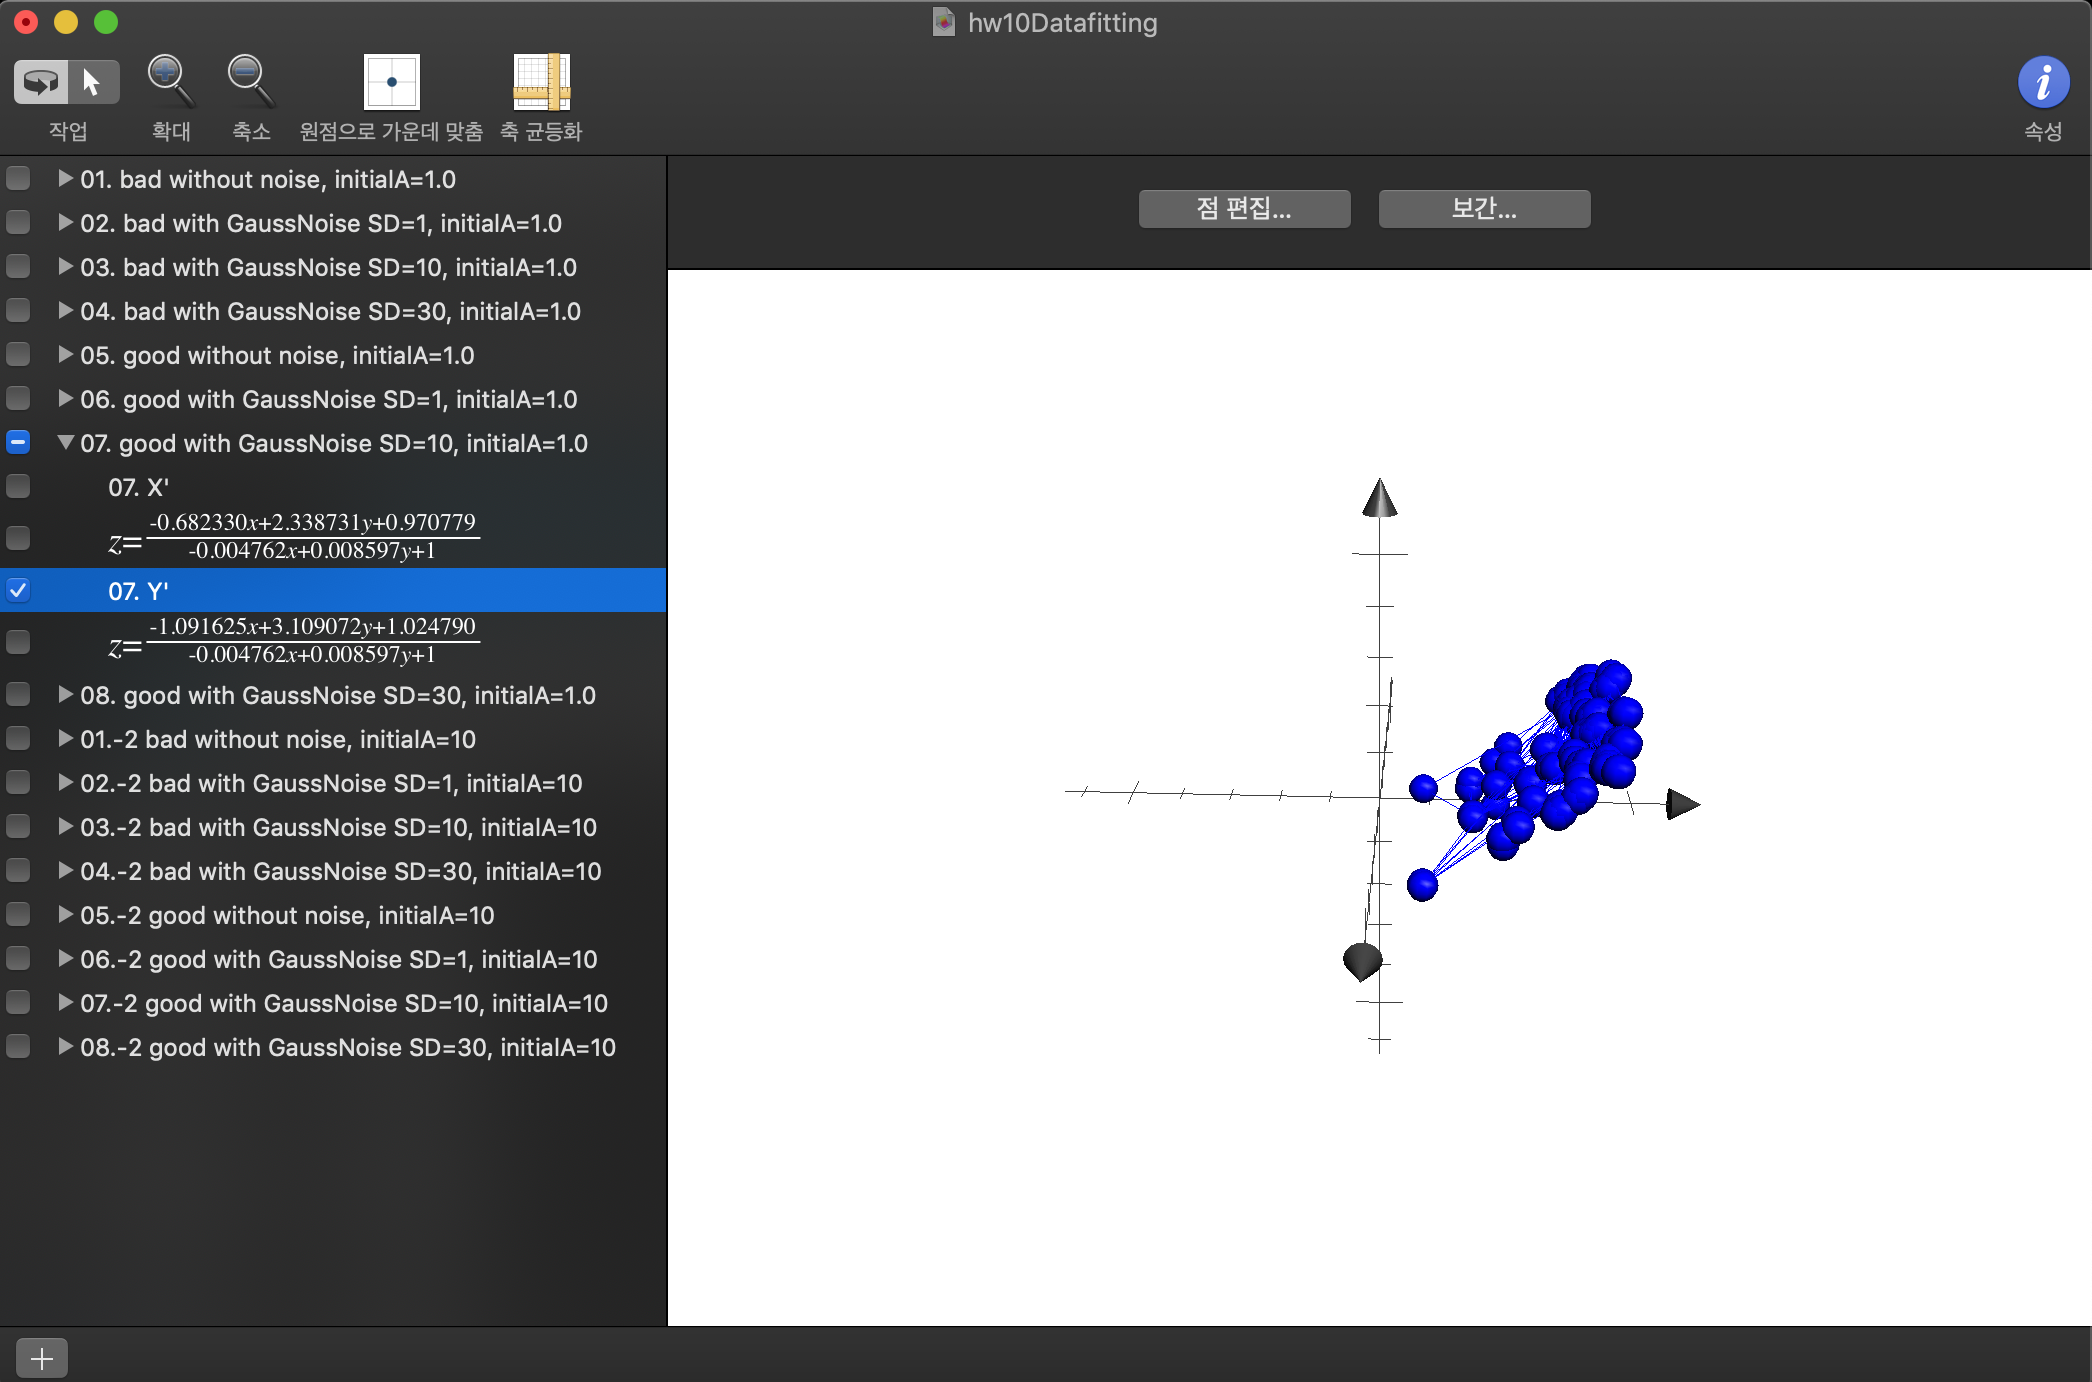 hw10Datafitting
작업
확대
축소
원점으로 가운데 맞춤
축 균등화
속성
점 편집...
보간...
01. bad without noise, initialA=1.0
02. bad with GaussNoise SD=1, initialA=1.0
03. bad with GaussNoise SD=10, initialA=1.0
04. bad with GaussNoise SD=30, initialA=1.0
05. good without noise, initialA=1.0
06. good with GaussNoise SD=1, initialA=1.0
07. good with GaussNoise SD=10, initialA=1.0
07. X'
-0.682330x+2.338731y+0.970779
z=
-0.004762x+0.008597y+1
07. Y'
-1.091625x+3.109072y+1.024790
z=
-0.004762x+0.008597y+1
08. good with GaussNoise SD=30, initialA=1.0
01.-2 bad without noise, initialA=10
02.-2 bad with GaussNoise SD=1, initialA=10
03.-2 bad with GaussNoise SD=10, initialA=10
04.-2 bad with GaussNoise SD=30, initialA=10
05.-2 good without noise, initialA=10
06.-2 good with GaussNoise SD=1, initialA=10
07.-2 good with GaussNoise SD=10, initialA=10
08.-2 good with GaussNoise SD=30, initialA=10